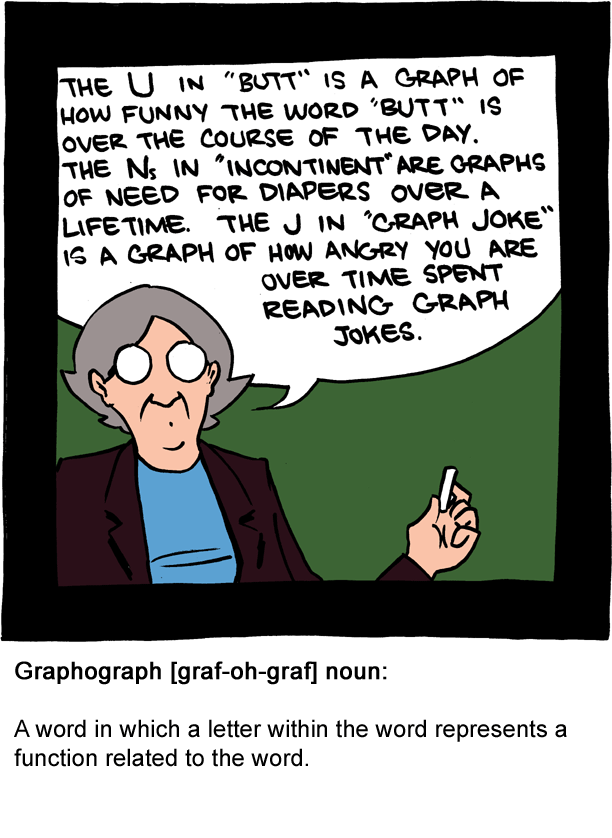 THE U IN "BUTT" IS A GRAPH OF
HOW FUNNY THE WORD "BUTT" IS
OVER THE COURSE OF THE DAY.
THE Ns IN "INCONTINENT" ARE GRAPHS
OF NEED FOR DIAPERS OVER A
LIFETIME. THE J IN "GRAPH JOKE"
IS A GRAPH OF HOW ANGRY YOU ARE
OVER TIME SPENT
READING GRAPH
JOKES.
Graphograph [graf-oh-graf] noun:
A word in which a letter within the word represents a
function related to the word.